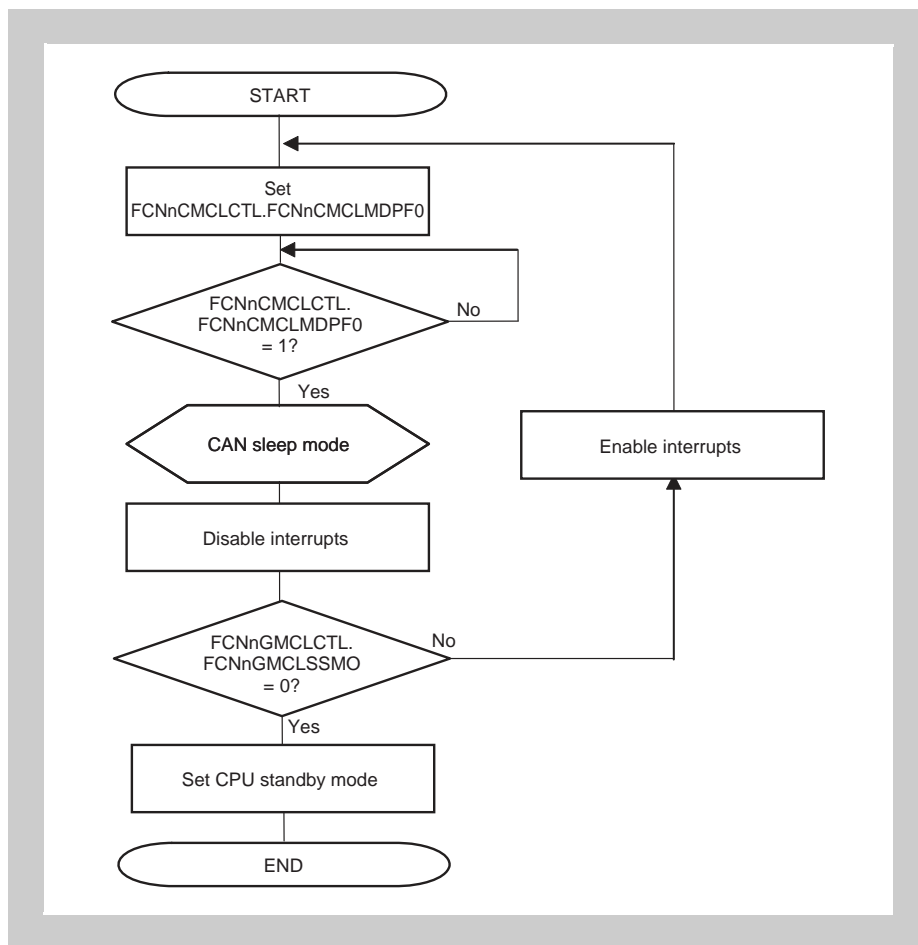 START
Set
FCNnCMCLCTL.FCNnCMCLMDPF0
FCNnCMCLCTL.
FCNnCMCLMDPF0
= 1?
No
Yes
CAN sleep mode
Enable interrupts
Disable interrupts
FCNnGMCLCTL.
FCNnGMCLSSMO
= 0?
No
Yes
Set CPU standby mode
END